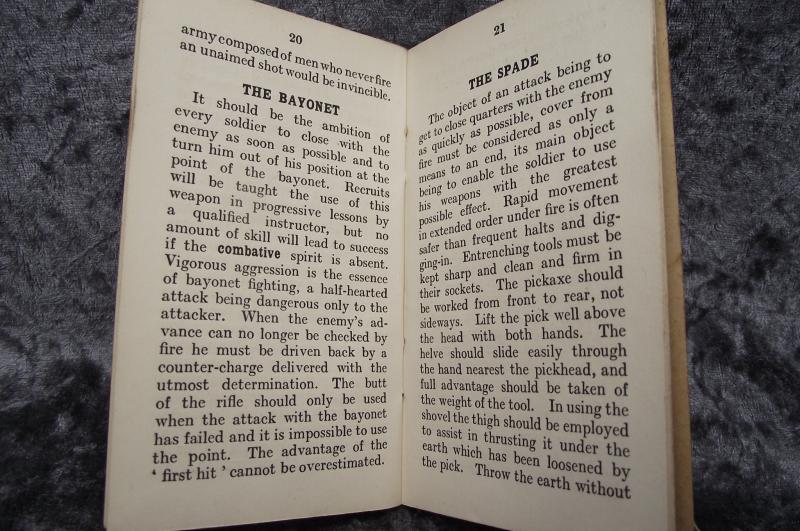 20
army composed of men who never fire
an unaimed shot would be invincible.
THE BAYONET
It should be the ambition of
every soldier to close with the
enemy as soon as possible and to
turn him out of his position at the
point of the bayonet. Recruits
will be taught the use of this
weapon in progressive lessons by
a qualified instructor, but no
amount of skill will lead to success
if the combative spirit is absent.
Vigorous aggression is the essence
of bayonet fighting, a half-hearted
attack being dangerous only to the
attacker. When the enemy's ad-
vance can no longer be checked by
fire he must be driven back by a
counter-charge delivered with the
utmost determination. The butt
of the rifle should only be used
when the attack with the bayonet
has failed and it is impossible to use
the point. The advantage of the
‘ first hit ’ cannot be overestimated.
21
THE SPADE
The object of an attack being to
get to close quarters with the enemy
as quickly as possible, cover from
fire must be considered as only a
means to an end, its main object
being to enable the soldier to use
his weapons with the greatest
possible effect. Rapid movement
in extended order under fire is often
safer than frequent halts and dig-
ging-in. Entrenching tools must be
kept sharp and clean and firm in
their sockets. The pickaxe should
be worked from front to rear, not
sideways. Lift the pick well above
the head with both hands. The
helve should slide easily through
the hand nearest the pickhead, and
full advantage should be taken of
the weight of the tool. In using the
shovel the thigh should be employed
to assist in thrusting it under the
earth which has been loosened by
the pick. Throw the earth without